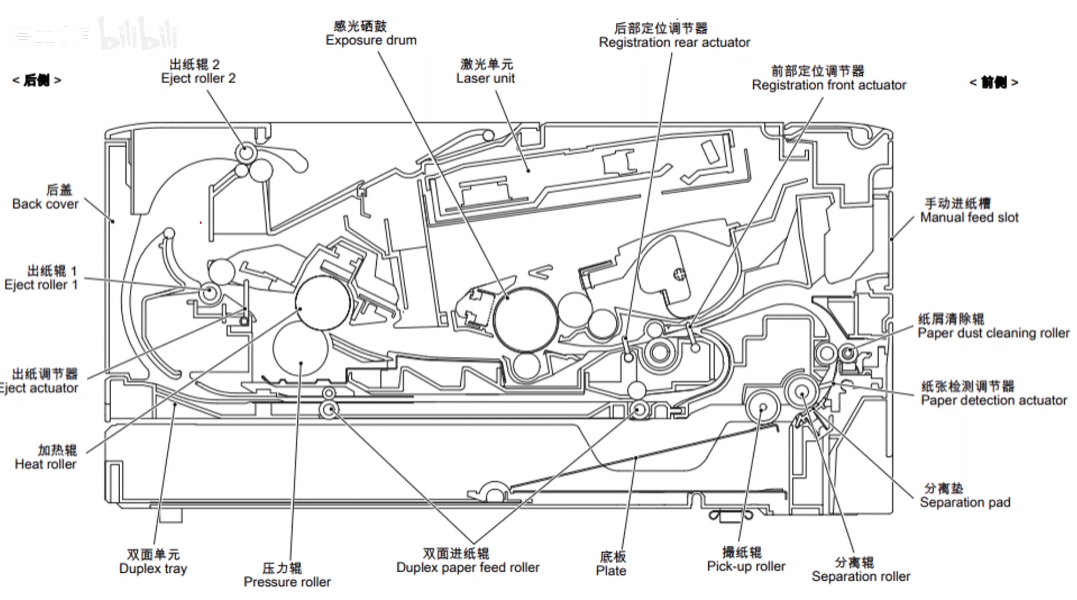 bilibili
感光硒鼓
Exposure drum
后部定位调节器
Registration rear actuator
出纸辊 2
Eject roller 2
激光单元
Laser unit
前部定位调节器
Registration front actuator
< 后侧 >
< 前侧 >
后盖
Back cover
手动进纸槽
Manual feed slot
出纸辊 1
Eject roller 1
纸屑清除辊
Paper dust cleaning roller
出纸调节器
Eject actuator
纸张检测调节器
Paper detection actuator
加热辊
Heat roller
分离垫
Separation pad
双面单元
Duplex tray
压力辊
Pressure roller
双面进纸辊
Duplex paper feed roller
底板
Plate
撮纸辊
Pick-up roller
分离辊
Separation roller